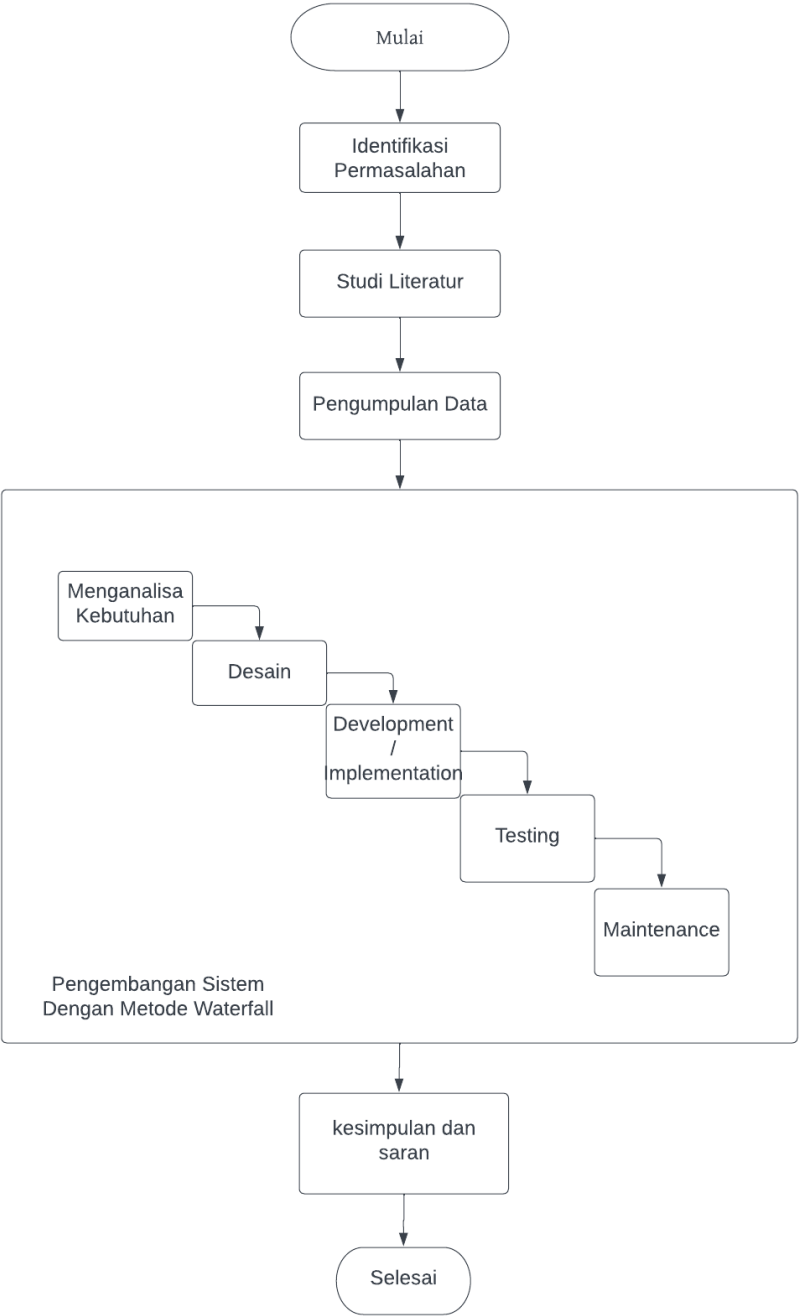 Mulai
Identifikasi
Permasalahan
Studi Literatur
Pengumpulan Data
Menganalisa
Kebutuhan
Desain
Development
/
Implementation
Testing
Maintenance
Pengembangan Sistem
Dengan Metode Waterfall
kesimpulan dan
saran
Selesai